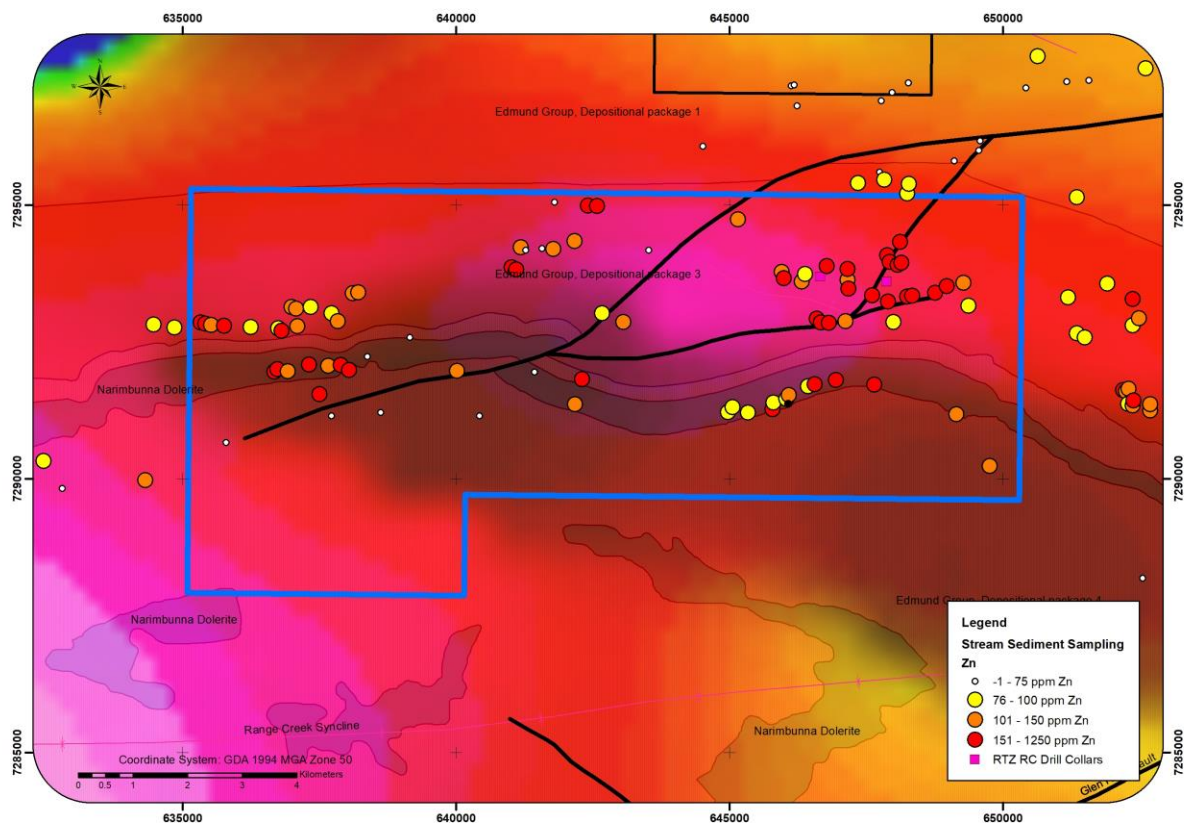 635000
640000
645000
650000
N
Edmund Group, Depositional package 1
7295000
7295000
Edmund Group, Depositional package 3
Narimbunna Dolerite
7290000
7290000
Edmund Group, Depositional package 4
Narimbunna Dolerite
Range Creek Syncline
Narimbunna Dolerite
7285000
7285000
Legend
Stream Sediment Sampling
Zn
-1 - 75 ppm Zn
76 - 100 ppm Zn
101 - 150 ppm Zn
151 - 1250 ppm Zn
RTZ RC Drill Collars
Coordinate System: GDA 1994 MGA Zone 50
Kilometers
0 0.5 1 2 3 4
Glen
ault
635000
640000
645000
650000